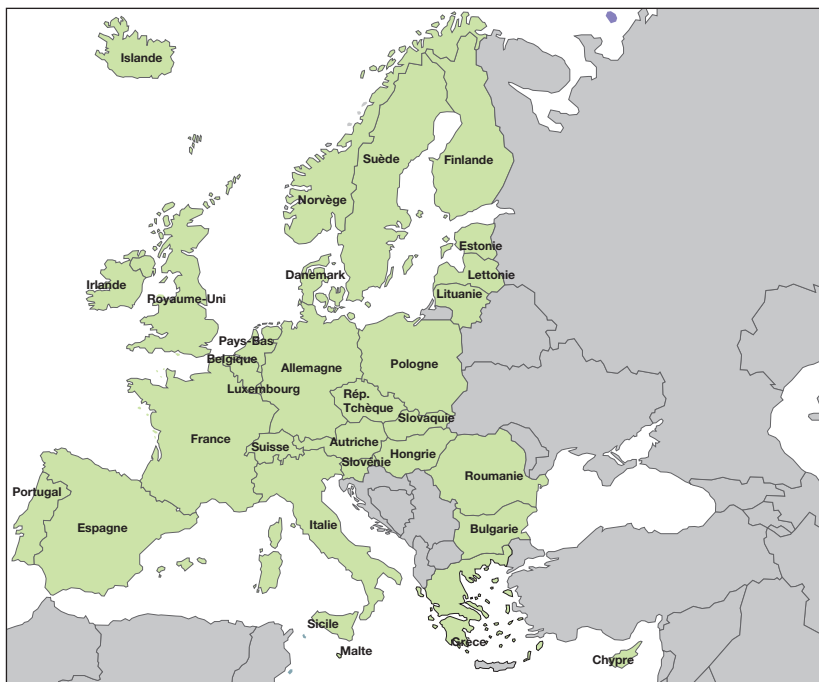 Islande
Suède
Finlande
Norvège
Estonie
Danemark
Lettonie
Irlande
Lituanie
Royaume-Uni
Pays-Bas
Belgique
Allemagne
Pologne
Luxembourg
Rép.
Tchèque
Slovaquie
France
Suisse
Autriche
Hongrie
Slovénie
Roumanie
Portugal
Espagne
Italie
Bulgarie
Sicile
Grèce
Malte
Chypre